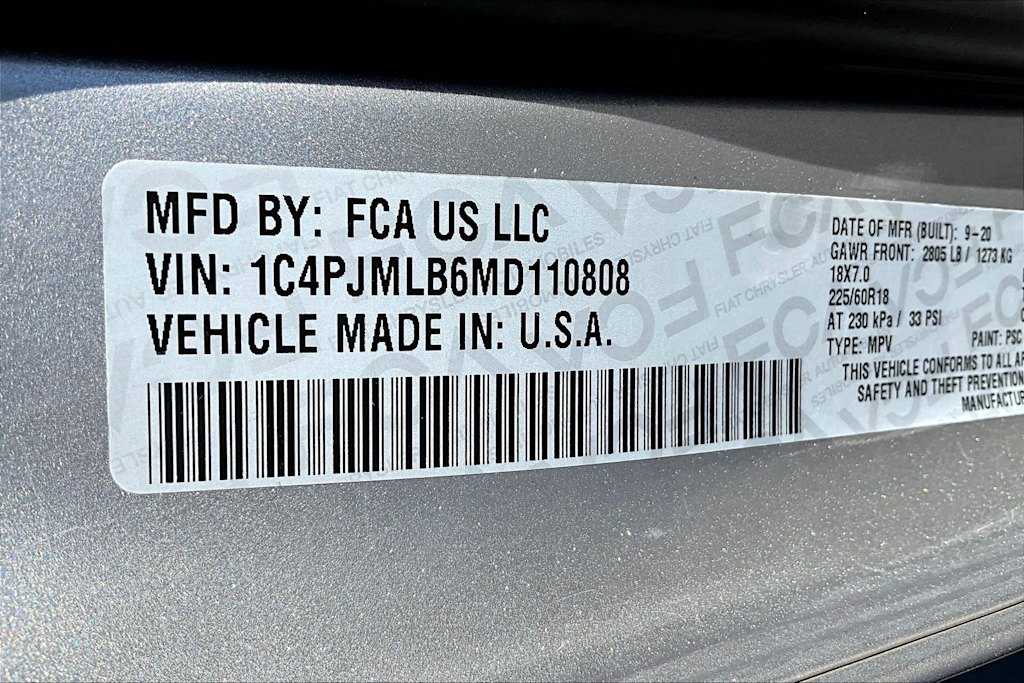 MFD BY: FCA US LLC
VIN: 1C4PJMLB6MD110808
VEHICLE MADE IN: U.S.A.
DATE OF MFR (BUILT): 9-20
GAWR FRONT: 2805 LB / 1273 KG
18X7.0
225/60R18
AT 230 kPa / 33 PSI
TYPE: MPV
PAINT: PSC
THIS VEHICLE CONFORMS TO ALL
SAFETY AND THEFT PREVENTION